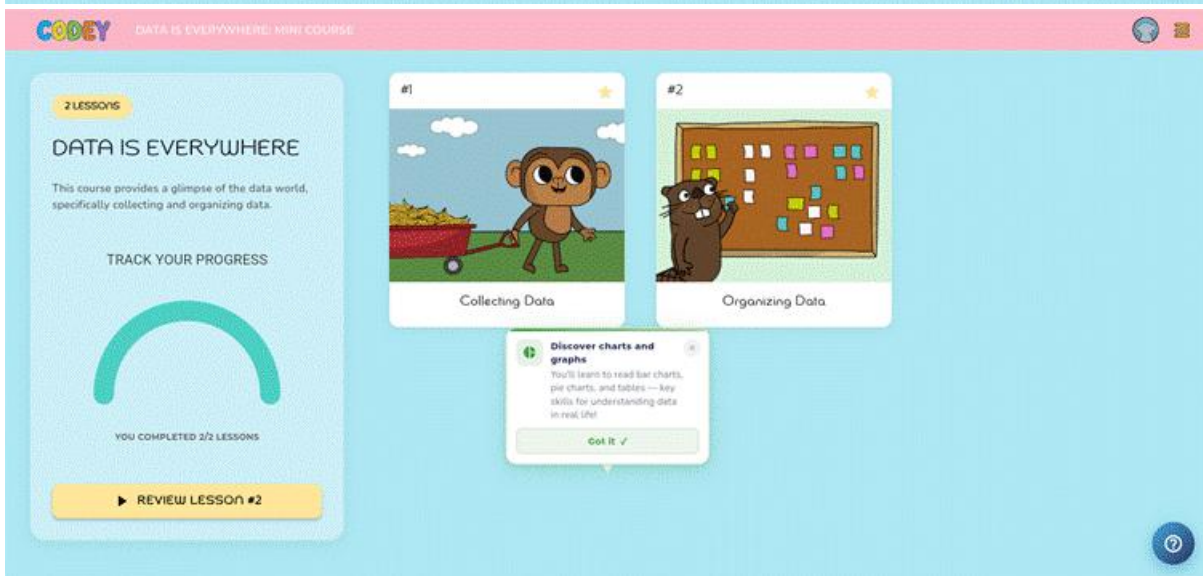 CODEY
DATA IS EVERYWHERE: MINI COURSE
2 LESSONS
DATA IS EVERYWHERE
This course provides a glimpse of the data world,
specifically collecting and organizing data.
TRACK YOUR PROGRESS
YOU COMPLETED 2/2 LESSONS
REVIEW LESSON #2
#1
Collecting Data
#2
Organizing Data
Discover charts and
graphs
You'll learn to read bar charts,
pie charts, and tables — key
skills for understanding data
in real life!
Got it ✓